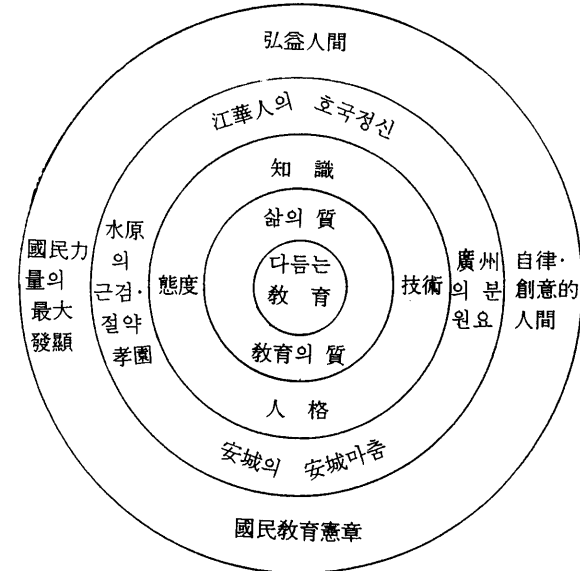 弘益人間
江華人의 호국정신
知 識
삶의 質
다듬는
敎 育
敎育의 質
人 格
安城의 安城마춤
國民敎育憲章
國民力
量의
最大
發顯
水原
의
근검·
절약
孝園
態度
技術
廣州
의 분
원요
自律·
創意的
人間